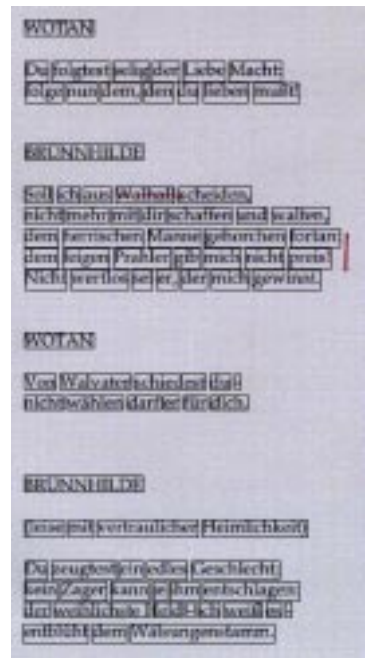 WOTAN
Du folgtest selig der Liebe Macht:
folge nun dem, den du lieben mußt!
BRÜNNHILDE
Soll ich aus Walhall scheiden,
nicht mehr mit dir schaffen und walten,
dem herrischen Manne gehorchen fortan:
dem feigen Prahler gib mich nicht preis!
Nicht wertlos sei er, der mich gewinnt.
WOTAN
Von Walvater schiedest du -
nicht wählen darf er für dich.
BRÜNNHILDE
(leise mit vertraulicher Heimlichkeit)
Du zeugtest ein edles Geschlecht;
kein Zager kann je ihm entschlagen:
der weihlichste Held - ich weiß es -
entblüht dem Wälsungenstamm.